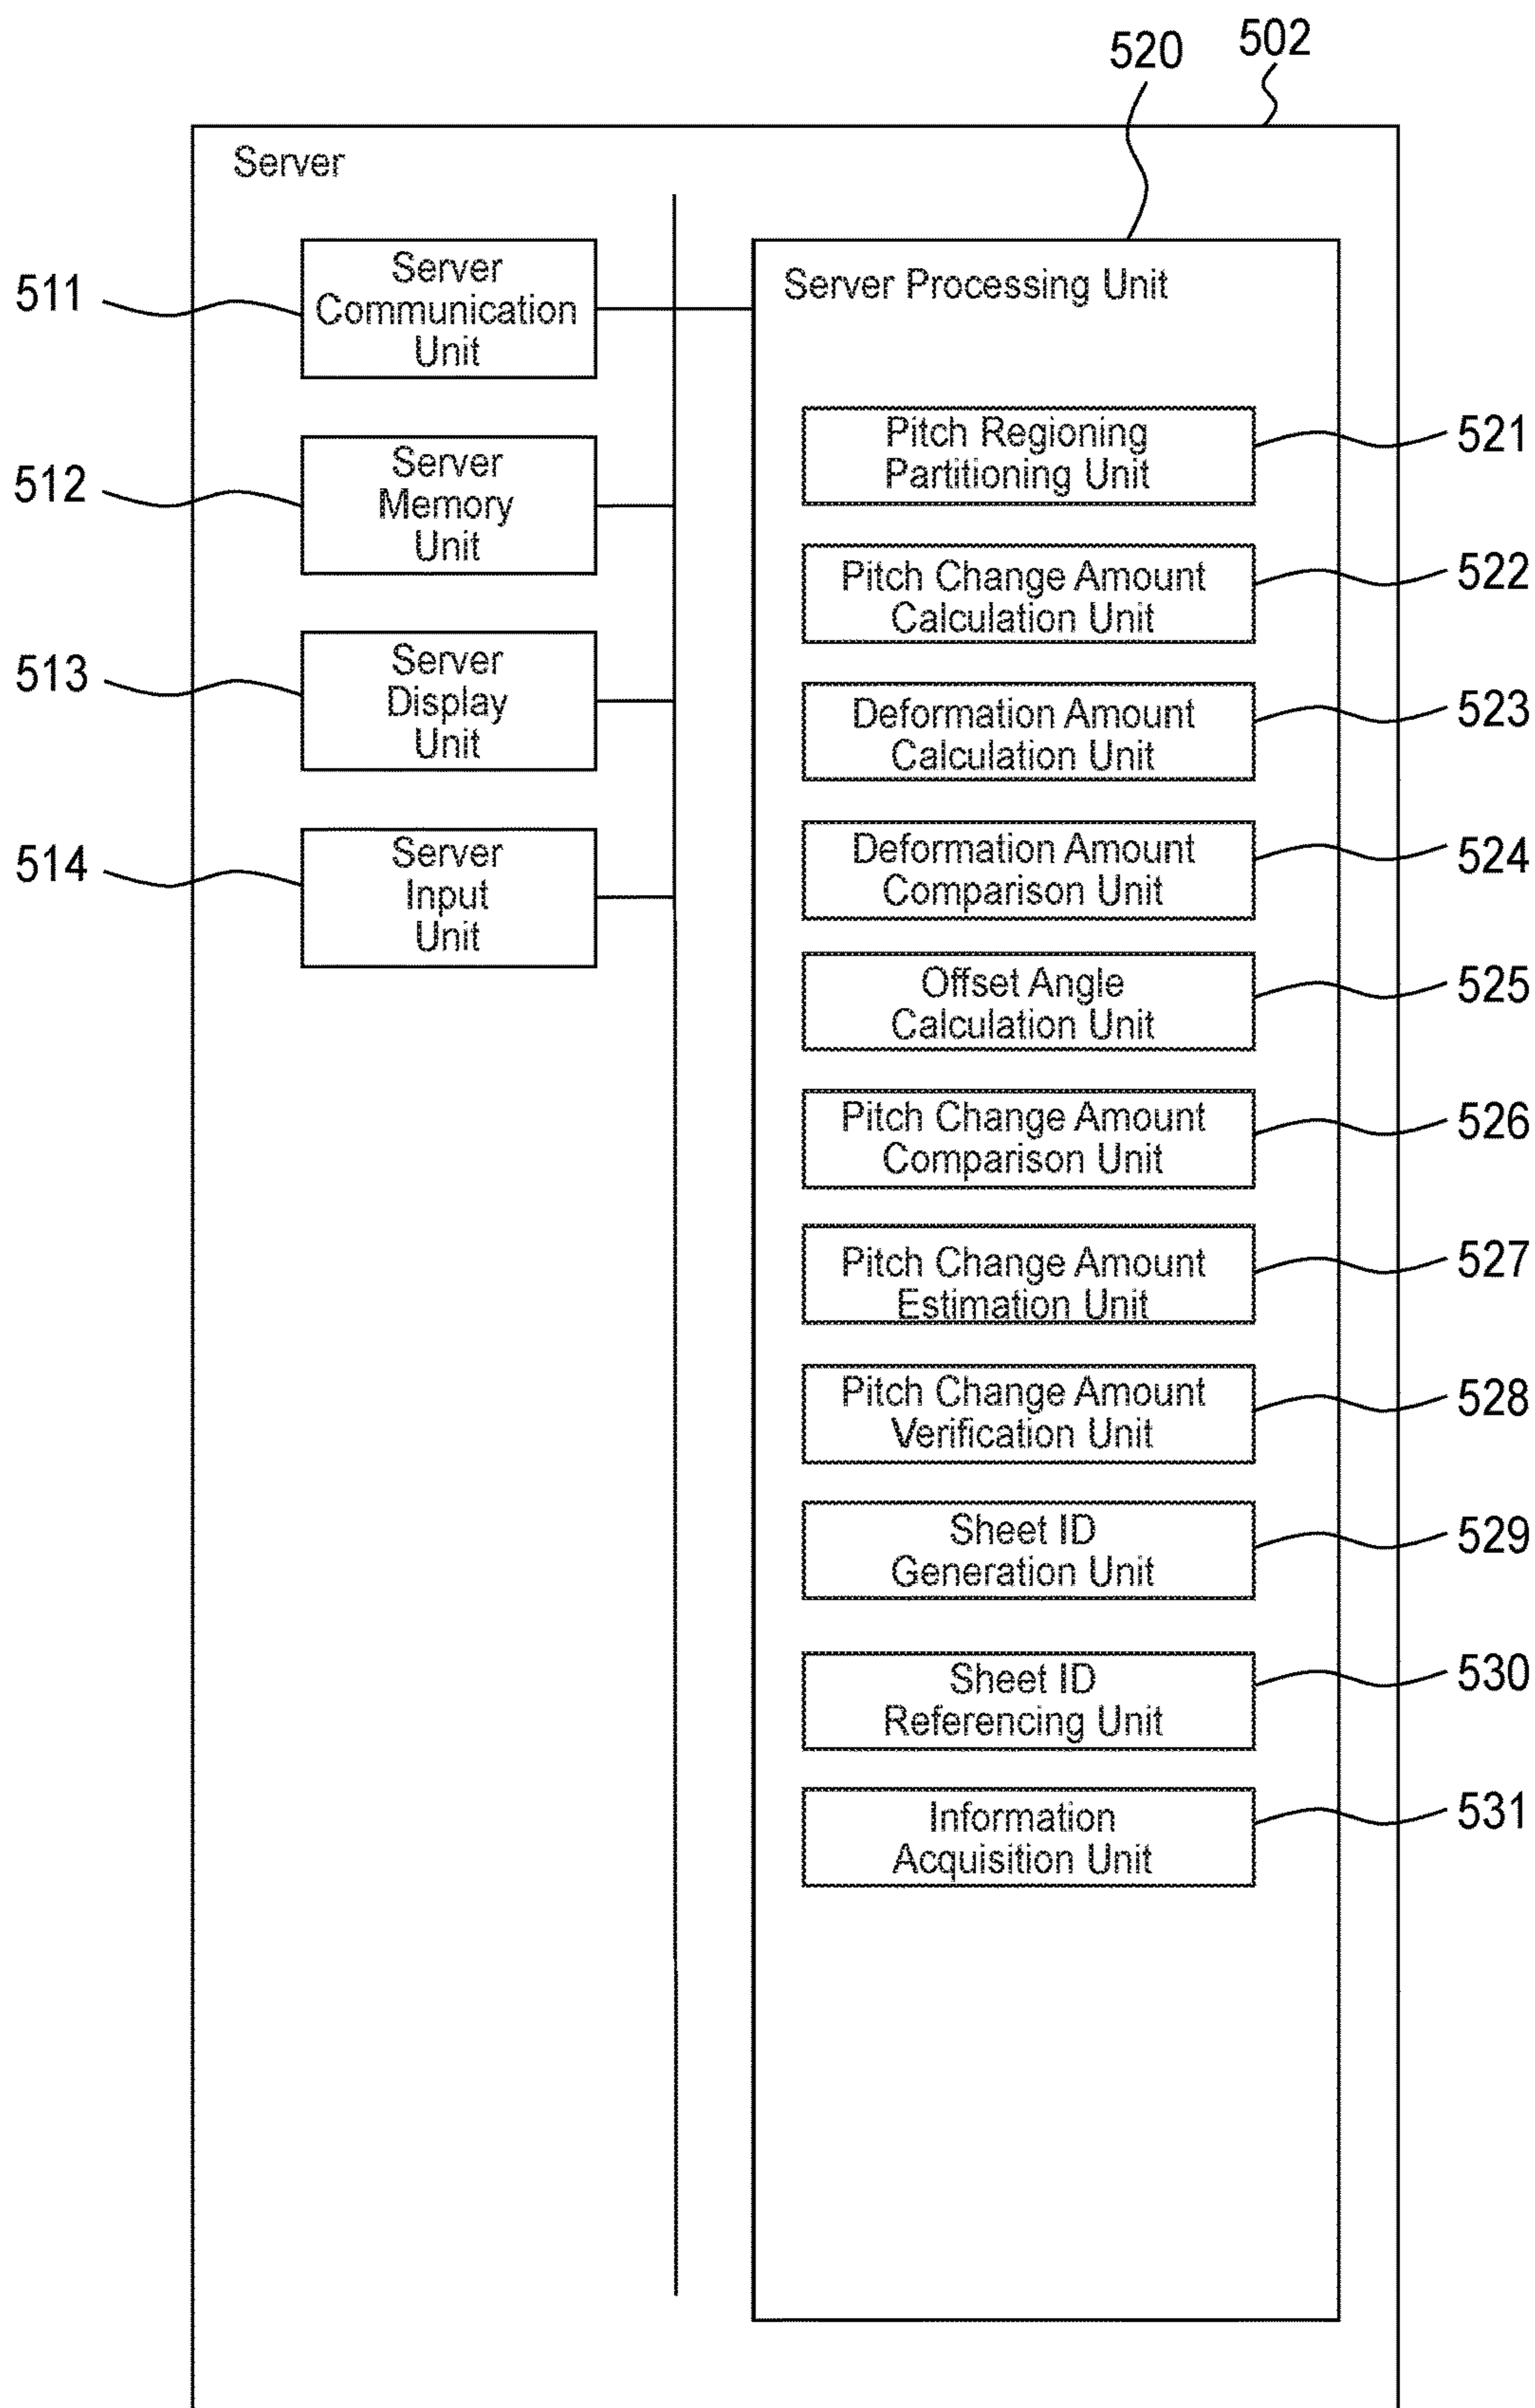 520
502
Server
511
Server
Communication
Unit
512
Server
Memory
Unit
513
Server
Display
Unit
514
Server
Input
Unit
Server Processing Unit
Pitch Regioning
Partitioning Unit
521
Pitch Change Amount
Calculation Unit
522
Deformation Amount
Calculation Unit
523
Deformation Amount
Comparison Unit
524
Offset Angle
Calculation Unit
525
Pitch Change Amount
Comparison Unit
526
Pitch Change Amount
Estimation Unit
527
Pitch Change Amount
Verification Unit
528
Sheet ID
Generation Unit
529
Sheet ID
Referencing Unit
530
Information
Acquisition Unit
531